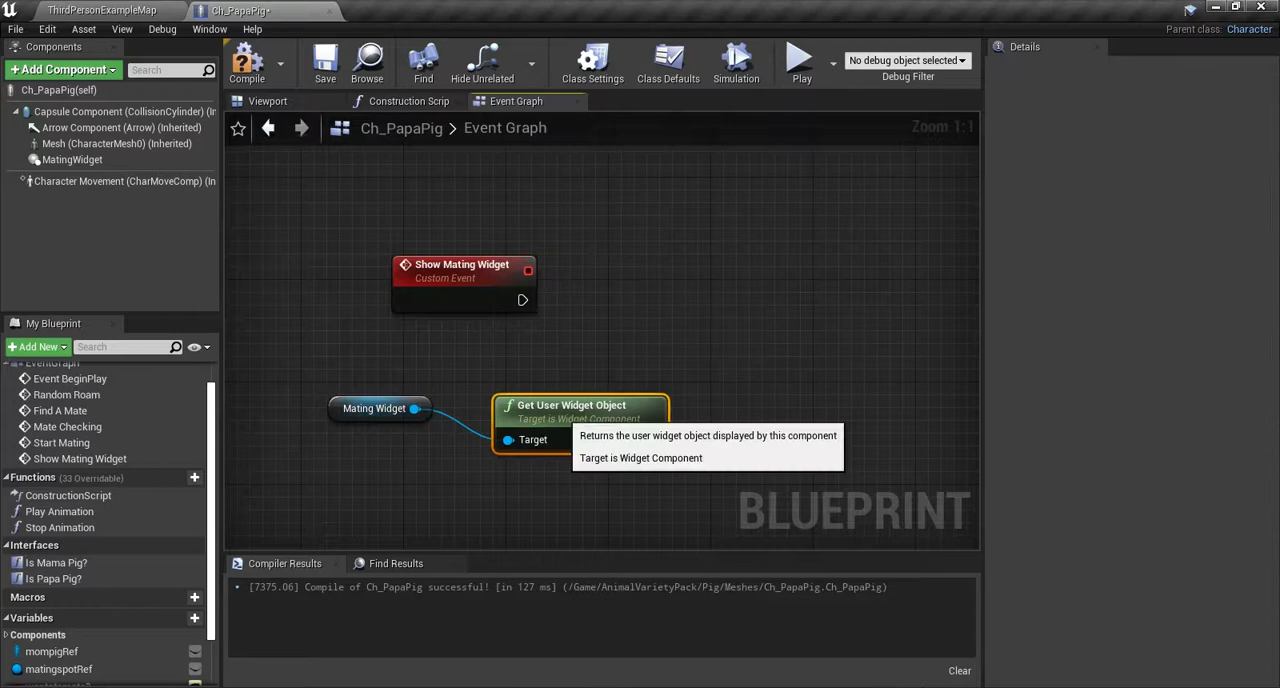 ThirdPersonExampleMap
Ch_PapaPig*
File Edit Asset View Debug Window Help
Parent class: Character
Components
+ Add Component
Search
Ch_PapaPig(self)
Capsule Component (CollisionCylinder) (In
Arrow Component (Arrow) (Inherited)
Mesh (CharacterMesh0) (Inherited)
MatingWidget
Character Movement (CharMoveComp) (In
Compile
Save
Browse
Find
Hide Unrelated
Class Settings
Class Defaults
Simulation
Play
No debug object selected
Debug Filter
Details
Viewport
Construction Scrip
Event Graph
Ch_PapaPig > Event Graph
Zoom 1:1
Show Mating Widget
Custom Event
Mating Widget
Get User Widget Object
Target is Widget Component
Target
Returns the user widget object displayed by this component
Target is Widget Component
BLUEPRINT
My Blueprint
+ Add New
Search
EventGraph
Event BeginPlay
Random Roam
Find A Mate
Mate Checking
Start Mating
Show Mating Widget
Functions (33 Overridable)
ConstructionScript
Play Animation
Stop Animation
Interfaces
Is Mama Pig?
Is Papa Pig?
Macros
Variables
Components
mompigRef
matingspotRef
Compiler Results
Find Results
[7375.06] Compile of Ch_PapaPig successful! [in 127 ms] (/Game/AnimalVarietyPack/Pig/Meshes/Ch_PapaPig.Ch_PapaPig)
Clear